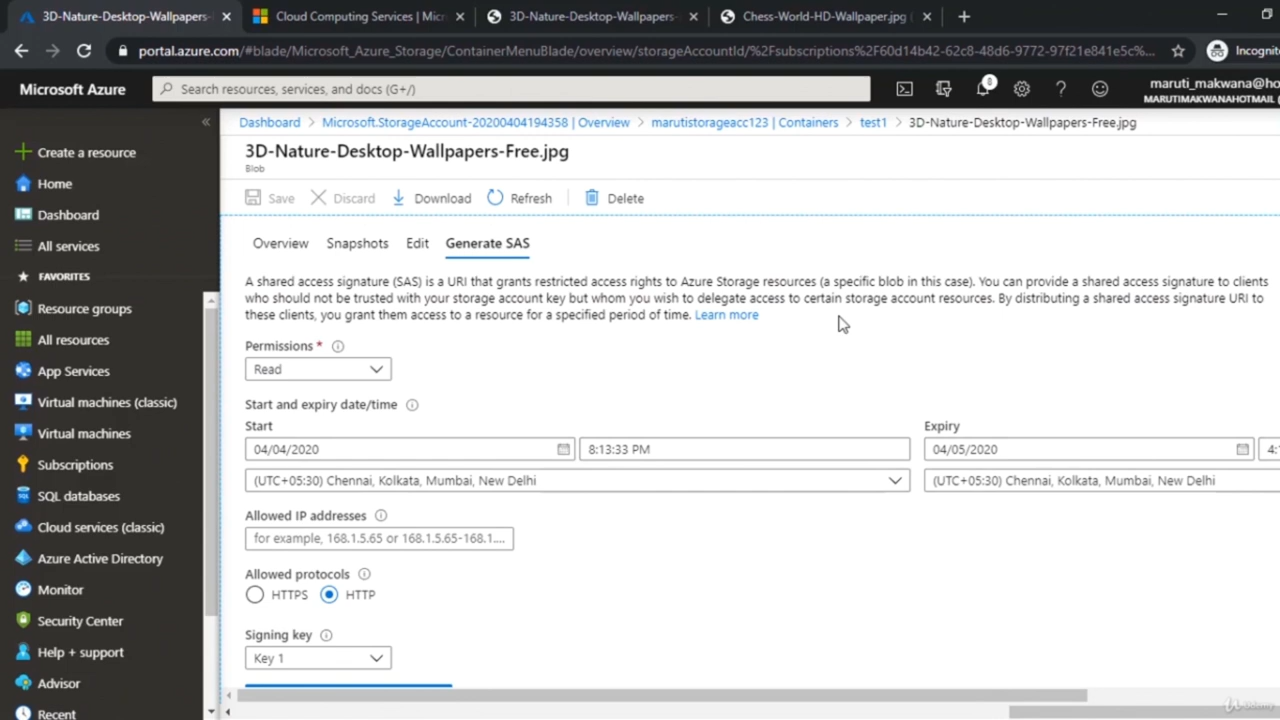 3D-Nature-Desktop-Wallpapers-
Cloud Computing Services | Micr
3D-Nature-Desktop-Wallpapers-
Chess-World-HD-Wallpaper.jpg (
portal.azure.com/#blade/Microsoft_Azure_Storage/ContainerMenuBlade/overview/storageAccountId/%2Fsubscriptions%2F60d14b42-62c8-48d6-9772-97f21e841e5c%...
Incognit
Microsoft Azure
Search resources, services, and docs (G+/)
0
maruti_makwana@ho
MARUTIMAKWANAHOTMAIL (
Dashboard > Microsoft.StorageAccount-20200404194358 | Overview > marutistorageacc123 | Containers > test1 > 3D-Nature-Desktop-Wallpapers-Free.jpg
3D-Nature-Desktop-Wallpapers-Free.jpg
Blob
Create a resource
Home
Dashboard
All services
FAVORITES
Resource groups
All resources
App Services
Virtual machines (classic)
Virtual machines
Subscriptions
SQL databases
Cloud services (classic)
Azure Active Directory
Monitor
Security Center
Help + support
Advisor
Recent
Save
Discard
Download
Refresh
Delete
Overview
Snapshots
Edit
Generate SAS
A shared access signature (SAS) is a URI that grants restricted access rights to Azure Storage resources (a specific blob in this case). You can provide a shared access signature to clients
who should not be trusted with your storage account key but whom you wish to delegate access to certain storage account resources. By distributing a shared access signature URI to
these clients, you grant them access to a resource for a specified period of time. Learn more
Permissions *
Read
Start and expiry date/time
Start
04/04/2020
8:13:33 PM
(UTC+05:30) Chennai, Kolkata, Mumbai, New Delhi
Expiry
04/05/2020
4:
(UTC+05:30) Chennai, Kolkata, Mumbai, New Delhi
Allowed IP addresses
for example, 168.1.5.65 or 168.1.5.65-168.1....
Allowed protocols
HTTPS
HTTP
Signing key
Key 1
Udemy